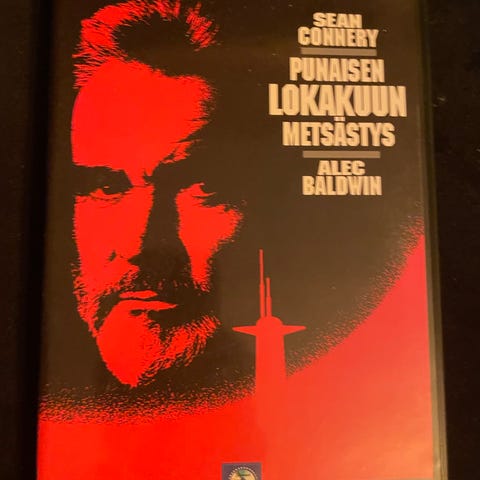 SEAN
CONNERY
PUNAISEN
LOKAKUUN
METSÄSTYS
ALEC
BALDWIN